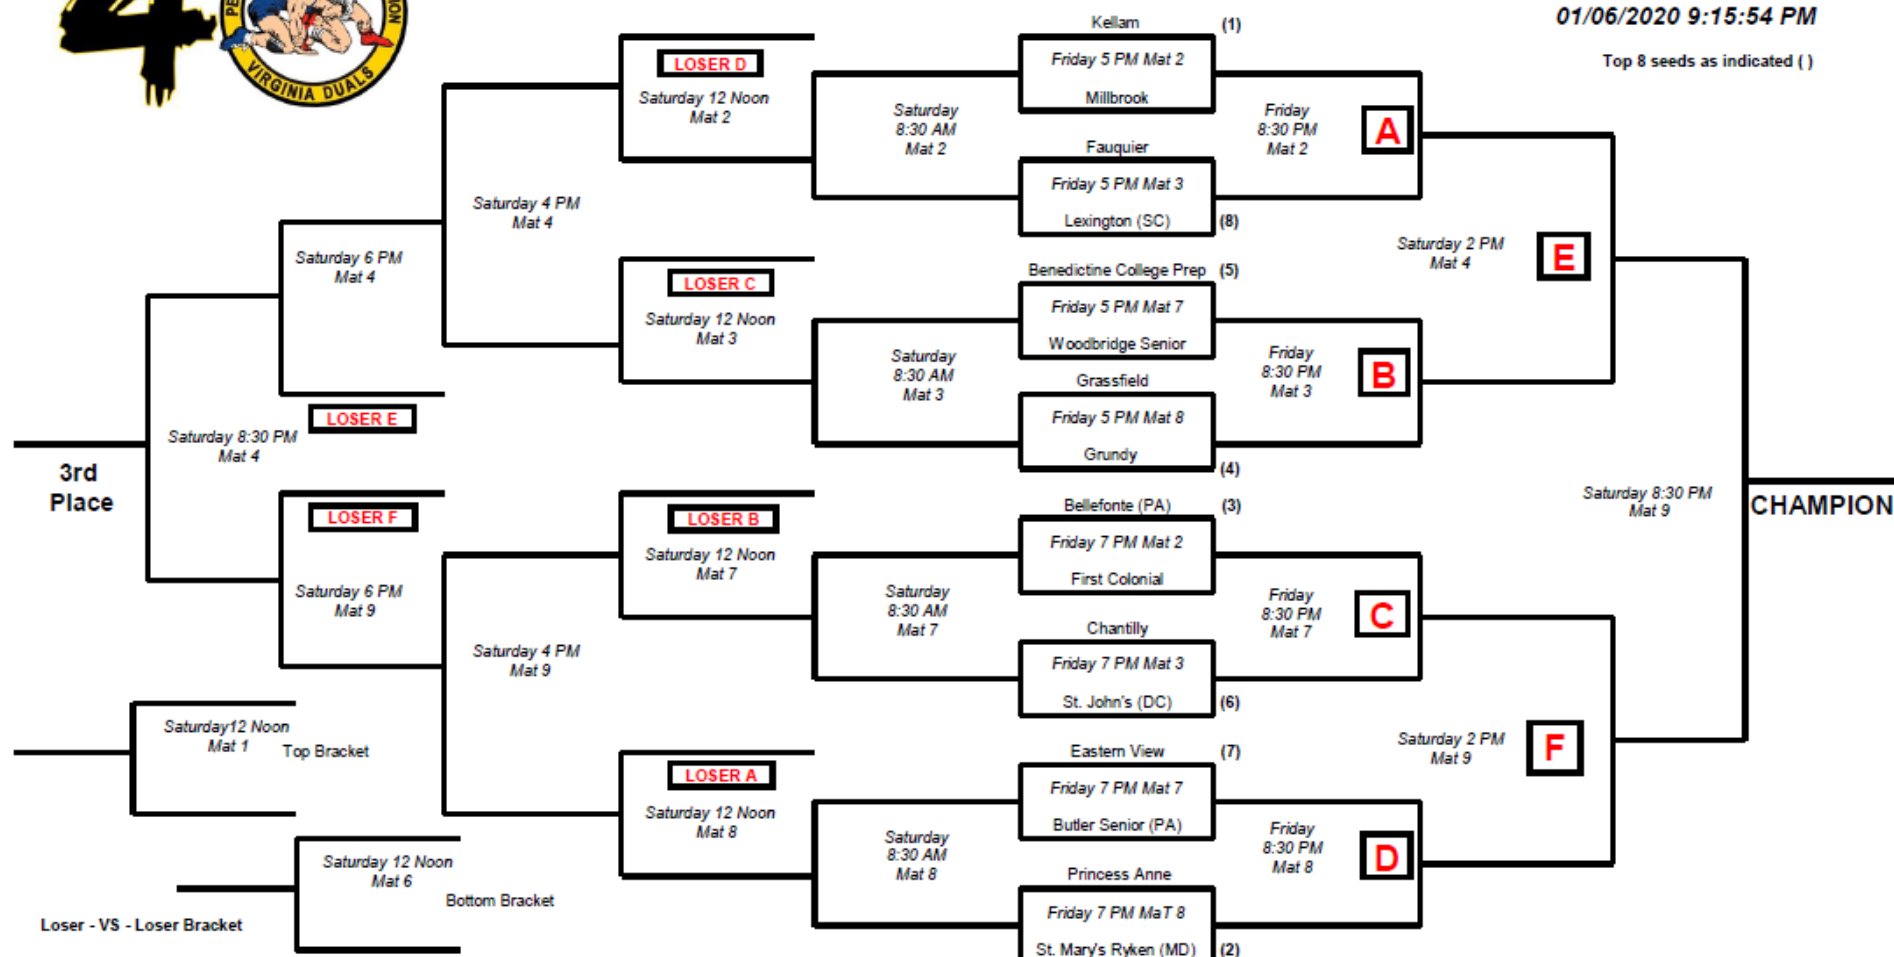 4
PE
ION
VIRGINIA DUALS
01/06/2020 9:15:54 PM
Top 8 seeds as indicated ( )
Kellam (1)
Friday 5 PM Mat 2
Millbrook
Fauquier
Friday 5 PM Mat 3
Lexington (SC) (8)
Benedictine College Prep (5)
Friday 5 PM Mat 7
Woodbridge Senior
Grassfield
Friday 5 PM Mat 8
Grundy
(4)
Bellefonte (PA) (3)
Friday 7 PM Mat 2
First Colonial
Chantilly
Friday 7 PM Mat 3
St. John's (DC) (6)
Eastern View (7)
Friday 7 PM Mat 7
Butler Senior (PA)
Princess Anne
Friday 7 PM MaT 8
St. Mary's Ryken (MD) (2)
Friday
8:30 PM
Mat 2
A
Friday
8:30 PM
Mat 3
B
Friday
8:30 PM
Mat 7
C
Friday
8:30 PM
Mat 8
D
Saturday 2 PM
Mat 4
E
Saturday 2 PM
Mat 9
F
Saturday 8:30 PM
Mat 9
CHAMPION
Saturday
8:30 AM
Mat 2
Saturday
8:30 AM
Mat 3
Saturday
8:30 AM
Mat 7
Saturday
8:30 AM
Mat 8
LOSER D
Saturday 12 Noon
Mat 2
LOSER C
Saturday 12 Noon
Mat 3
LOSER B
Saturday 12 Noon
Mat 7
LOSER A
Saturday 12 Noon
Mat 8
Saturday 4 PM
Mat 4
Saturday 4 PM
Mat 9
Saturday 6 PM
Mat 4
LOSER E
LOSER F
Saturday 6 PM
Mat 9
Saturday 8:30 PM
Mat 4
3rd
Place
Saturday12 Noon
Mat 1
Top Bracket
Saturday 12 Noon
Mat 6
Bottom Bracket
Loser - VS - Loser Bracket